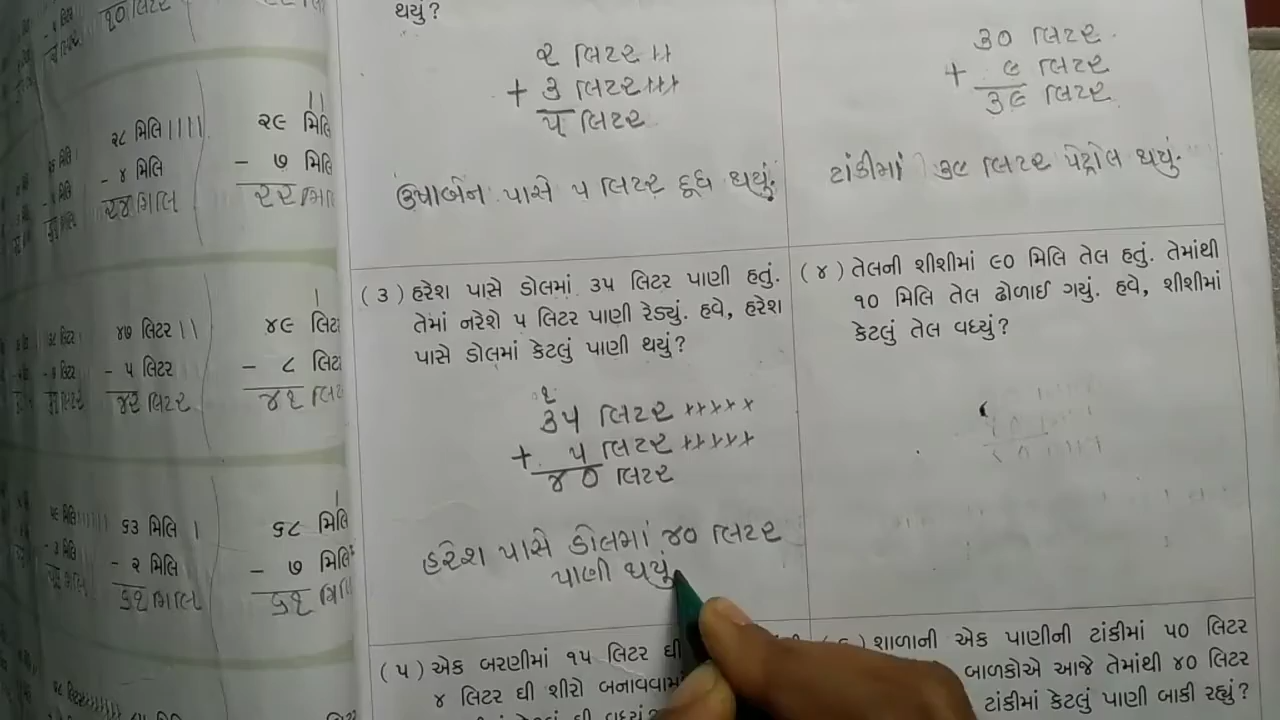 ૧૦ લિટર
૨૮ મિલિ ||||
- ૪ મિલિ
૨૪ મિલિ
||
૨૯ મિલિ
- ૭ મિલિ
૨૨ મિલિ
૪૭ લિટર ||
- ૫ લિટર
૪૨ લિટર
|
૪૯ લિટ
- ૮ લિટ
૪૧ લિ
૬૩ મિલિ |
- ૨ મિલિ
૬૧ મિલિ
|
૬૮ મિલિ
- ૭ મિલિ
૬૧ મિલિ
થયું?
૨ લિટર ××
+ ૩ લિટર ×××
૫ લિટર
પાસે ૫ લિટર દૂધ થયું.
૩૦ લિટર
+ ૯ લિટર
૩૯ લિટર
ટાંકીમાં ૩૯ લિટર પેટ્રોલ થયું.
(૩) હરેશ પાસે ડોલમાં ૩૫ લિટર પાણી હતું.
તેમાં નરેશે ૫ લિટર પાણી રેડ્યું. હવે, હરેશ
પાસે ડોલમાં કેટલું પાણી થયું?
૧
૩૫ લિટર ×××××
+ ૫ લિટર ×××××
૪૦ લિટર
હરેશ પાસે ડોલમાં ૪૦ લિટર
પાણી થયું
(૪) તેલની શીશીમાં ૯૦ મિલિ તેલ હતું. તેમાંથી
૧૦ મિલિ તેલ ઢોળાઈ ગયું. હવે, શીશીમાં
કેટલું તેલ વધ્યું?
(૫) એક બરણીમાં ૧૫ લિટર ઘી
૪ લિટર ઘી શીરો બનાવવામાં
શાળાની એક પાણીની ટાંકીમાં ૫૦ લિટર
બાળકોએ આજે તેમાંથી ૪૦ લિટર
ટાંકીમાં કેટલું પાણી બાકી રહ્યું?